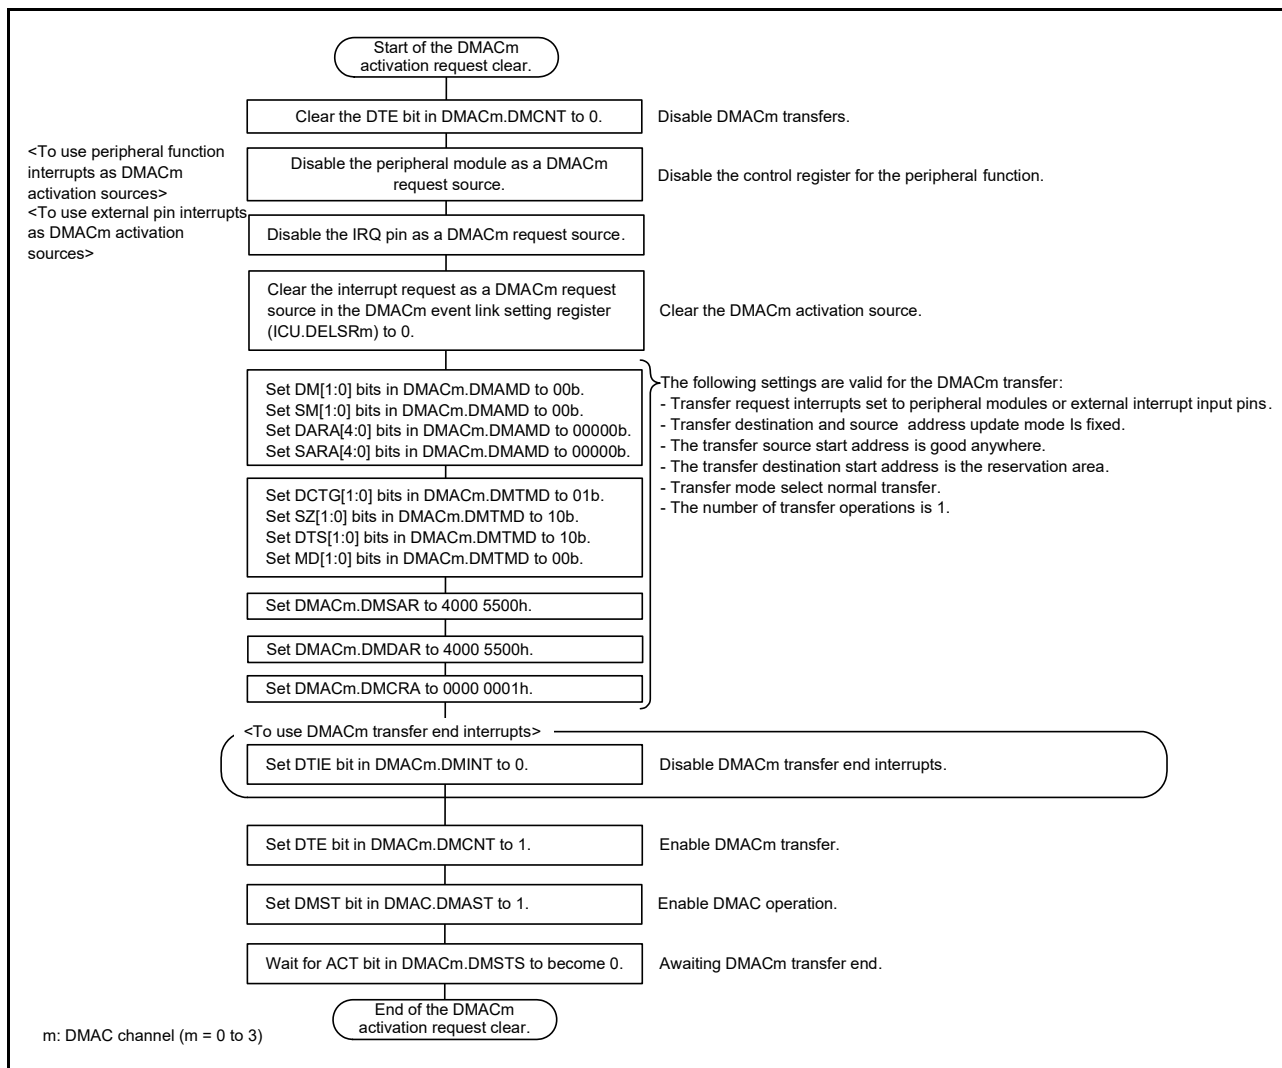 Start of the DMACm
activation request clear.
Clear the DTE bit in DMACm.DMCNT to 0.
Disable DMACm transfers.
<To use peripheral function
interrupts as DMACm
activation sources>
Disable the peripheral module as a DMACm
request source.
Disable the control register for the peripheral function.
<To use external pin interrupts
as DMACm activation
sources>
Disable the IRQ pin as a DMACm request source.
Clear the interrupt request as a DMACm request
source in the DMACm event link setting register
(ICU.DELSRm) to 0.
Clear the DMACm activation source.
Set DM[1:0] bits in DMACm.DMAMD to 00b.
Set SM[1:0] bits in DMACm.DMAMD to 00b.
Set DARA[4:0] bits in DMACm.DMAMD to 00000b.
Set SARA[4:0] bits in DMACm.DMAMD to 00000b.
The following settings are valid for the DMACm transfer:
- Transfer request interrupts set to peripheral modules or external interrupt input pins.
- Transfer destination and source address update mode Is fixed.
- The transfer source start address is good anywhere.
- The transfer destination start address is the reservation area.
- Transfer mode select normal transfer.
- The number of transfer operations is 1.
Set DCTG[1:0] bits in DMACm.DMTMD to 01b.
Set SZ[1:0] bits in DMACm.DMTMD to 10b.
Set DTS[1:0] bits in DMACm.DMTMD to 10b.
Set MD[1:0] bits in DMACm.DMTMD to 00b.
Set DMACm.DMSAR to 4000 5500h.
Set DMACm.DMDAR to 4000 5500h.
Set DMACm.DMCRA to 0000 0001h.
<To use DMACm transfer end interrupts>
Set DTIE bit in DMACm.DMINT to 0.
Disable DMACm transfer end interrupts.
Set DTE bit in DMACm.DMCNT to 1.
Enable DMACm transfer.
Set DMST bit in DMAC.DMAST to 1.
Enable DMAC operation.
Wait for ACT bit in DMACm.DMSTS to become 0.
Awaiting DMACm transfer end.
End of the DMACm
activation request clear.
m: DMAC channel (m = 0 to 3)